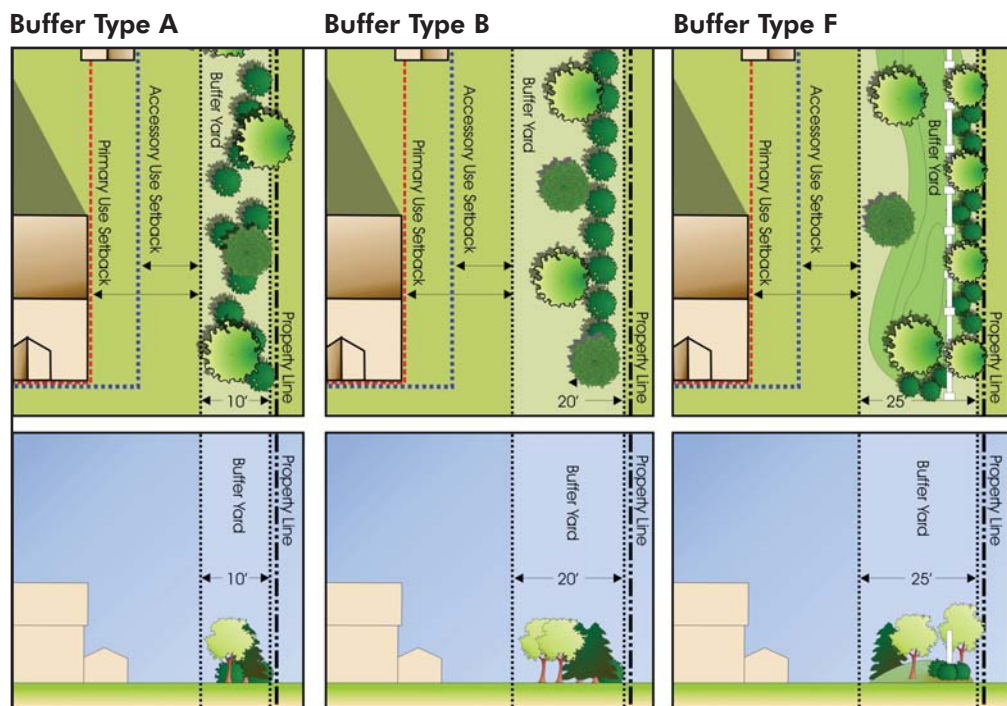 Buffer Type A
Buffer Type B
Buffer Type F
Primary Use Setback
Accessory Use Setback
Buffer Yard
Property Line
10'
Primary Use Setback
Accessory Use Setback
Buffer Yard
Property Line
20'
Primary Use Setback
Accessory Use Setback
Buffer Yard
Property Line
25'
Buffer Yard
Property Line
10'
Buffer Yard
Property Line
20'
Buffer Yard
Property Line
25'